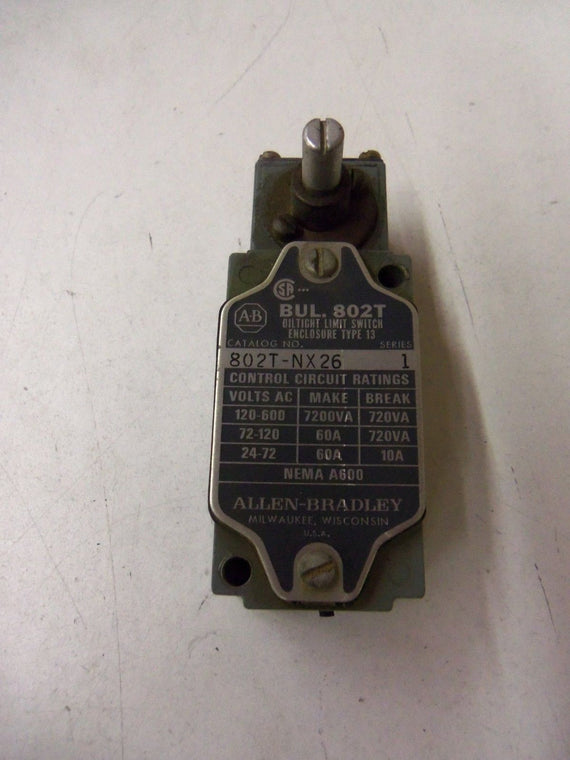 CSA
A-B
BUL. 802T
OILTIGHT LIMIT SWITCH
ENCLOSURE TYPE 13
CATALOG NO. SERIES
802T-NX26 1
CONTROL CIRCUIT RATINGS
VOLTS AC MAKE BREAK
120-600 7200VA 720VA
72-120 60A 720VA
24-72 60A 10A
NEMA A600
ALLEN-BRADLEY
MILWAUKEE, WISCONSIN
U.S.A.